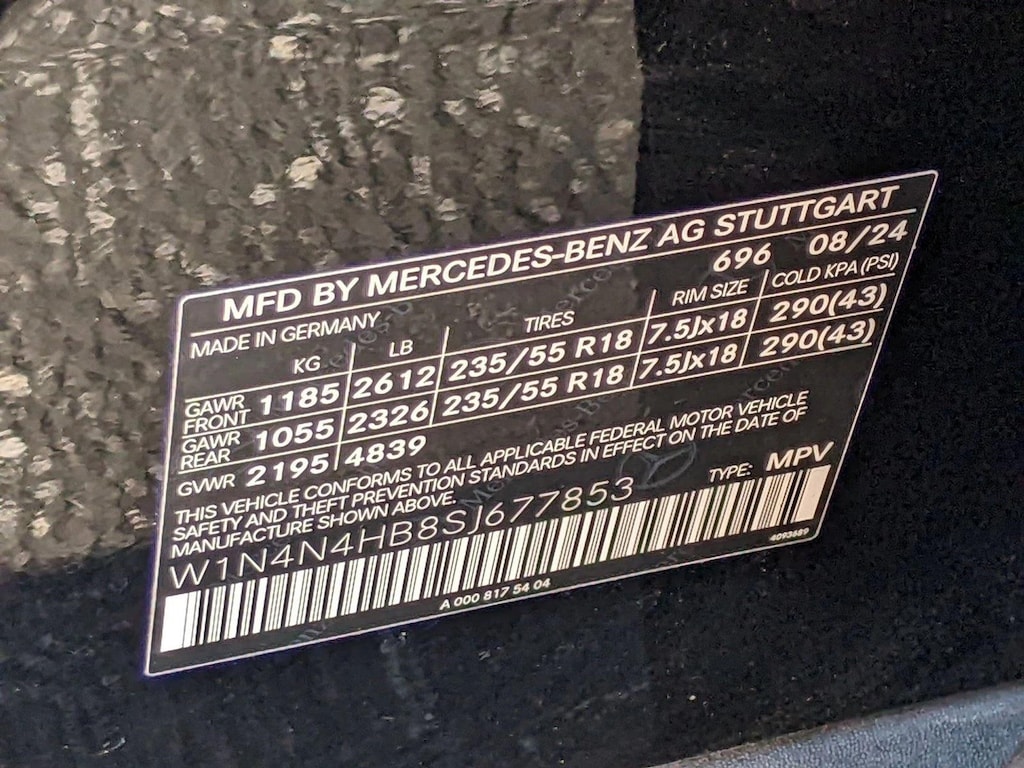 MFD BY MERCEDES-BENZ AG STUTTGART
MADE IN GERMANY 696 08/24
KG LB TIRES RIM SIZE COLD KPA (PSI)
GAWR FRONT 1185 2612 235/55 R18 7.5Jx18 290(43)
GAWR REAR 1055 2326 235/55 R18 7.5Jx18 290(43)
GVWR 2195 4839
THIS VEHICLE CONFORMS TO ALL APPLICABLE FEDERAL MOTOR VEHICLE
SAFETY AND THEFT PREVENTION STANDARDS IN EFFECT ON THE DATE OF
MANUFACTURE SHOWN ABOVE.
TYPE: MPV
W1N4N4HB8SJ677853
A 000 817 54 04
4093689